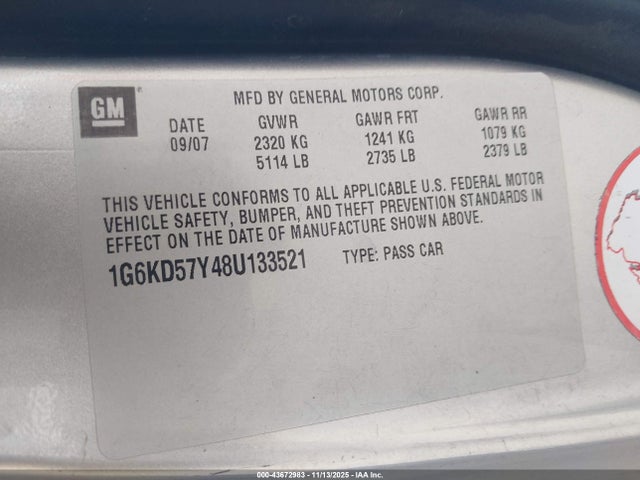 GM
MFD BY GENERAL MOTORS CORP.
DATE GVWR GAWR FRT GAWR RR
09/07 2320 KG 1241 KG 1079 KG
5114 LB 2735 LB 2379 LB
THIS VEHICLE CONFORMS TO ALL APPLICABLE U.S. FEDERAL MOTOR
VEHICLE SAFETY, BUMPER, AND THEFT PREVENTION STANDARDS IN
EFFECT ON THE DATE OF MANUFACTURE SHOWN ABOVE.
1G6KD57Y48U133521 TYPE: PASS CAR
000-43672983 - 11/13/2025 - IAA Inc.